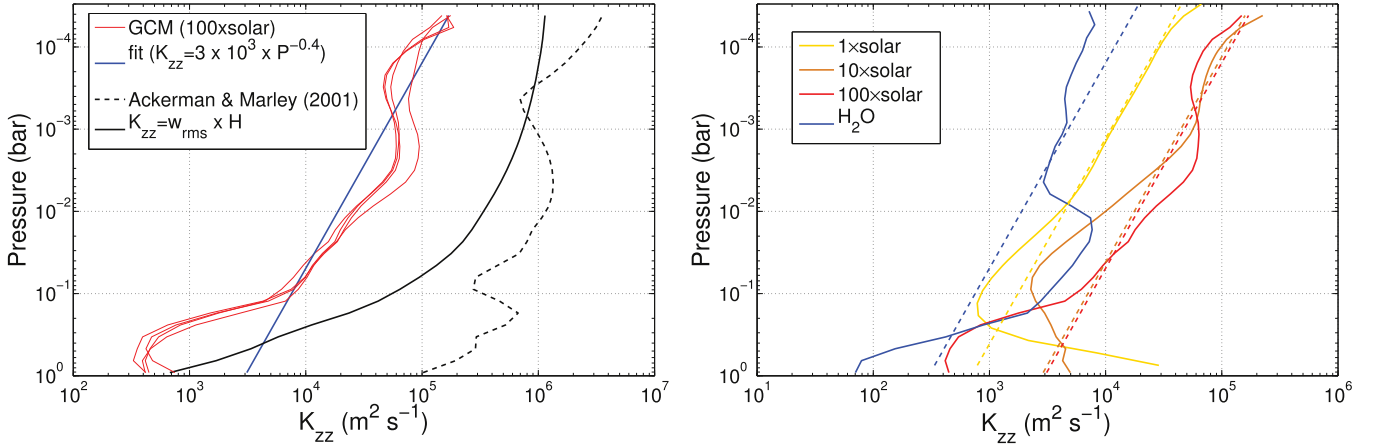 GCM (100xsolar)
fit (K_zz=3 x 10^3 x P^−0.4)
Ackerman & Marley (2001)
K_zz=w_rms x H
10^−4
10^−3
10^−2
10^−1
10^0
Pressure (bar)
10^2 10^3 10^4 10^5 10^6 10^7
K_zz (m^2 s^−1)
1×solar
10×solar
100×solar
H_2O
10^−4
10^−3
10^−2
10^−1
10^0
Pressure (bar)
10^1 10^2 10^3 10^4 10^5 10^6
K_zz (m^2 s^−1)